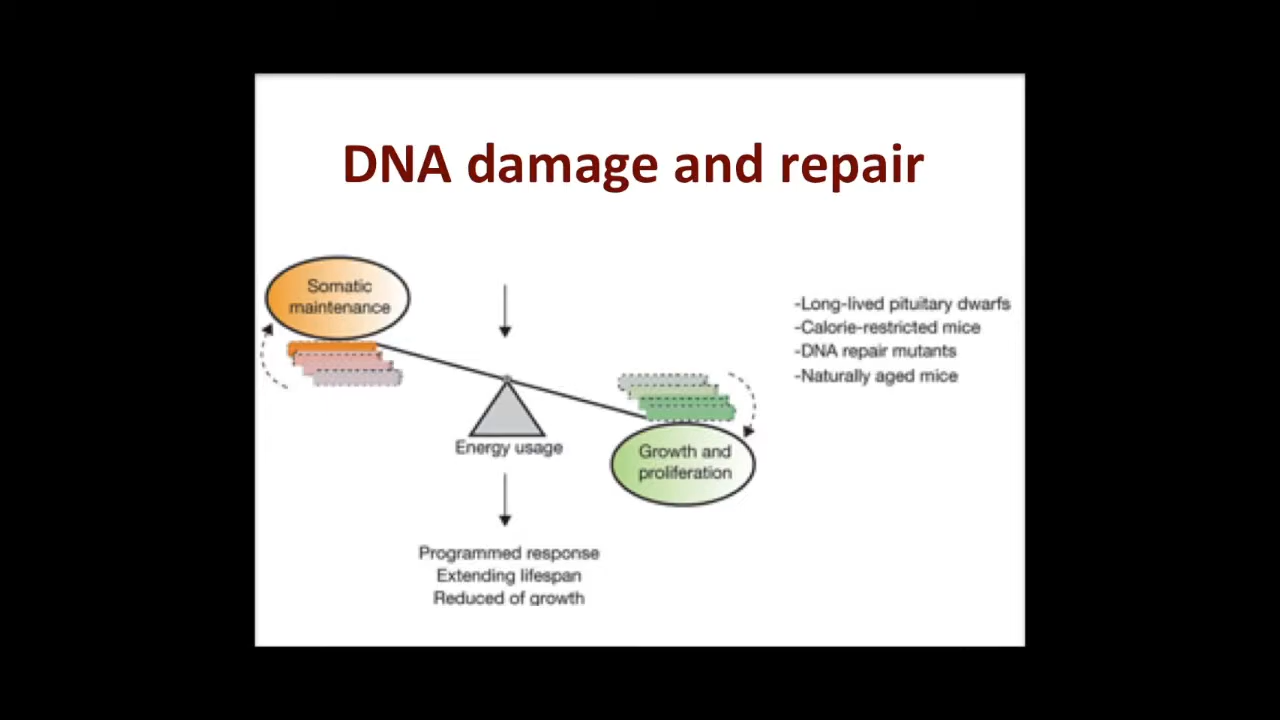 DNA damage and repair
Somatic
maintenance
-Long-lived pituitary dwarfs
-Calorie-restricted mice
-DNA repair mutants
-Naturally aged mice
Energy usage
Growth and
proliferation
Programmed response
Extending lifespan
Reduced of growth